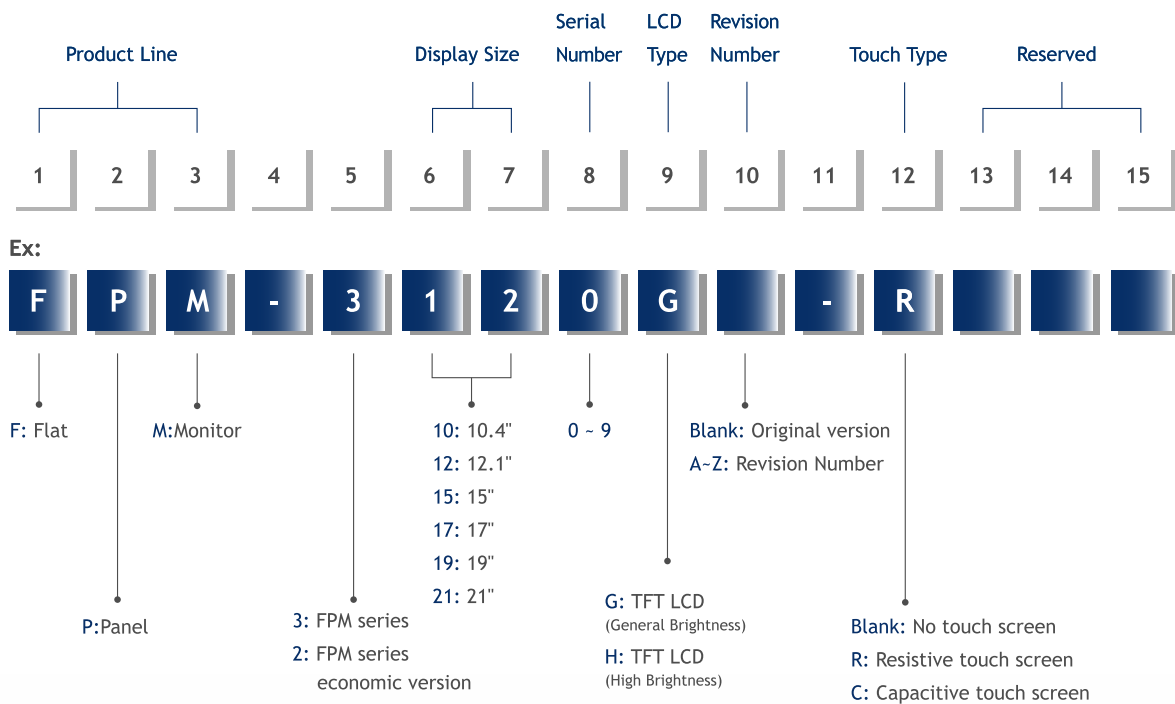 Serial LCD Revision
Product Line Display Size Number Type Number Touch Type Reserved
1 2 3 4 5 6 7 8 9 10 11 12 13 14 15
Ex:
F P M - 3 1 2 0 G - R
F: Flat M:Monitor 10: 10.4" 0 ~ 9 Blank: Original version
12: 12.1" A~Z: Revision Number
15: 15"
17: 17"
19: 19"
21: 21"
P:Panel
3: FPM series
2: FPM series
economic version
G: TFT LCD
(General Brightness)
H: TFT LCD
(High Brightness)
Blank: No touch screen
R: Resistive touch screen
C: Capacitive touch screen